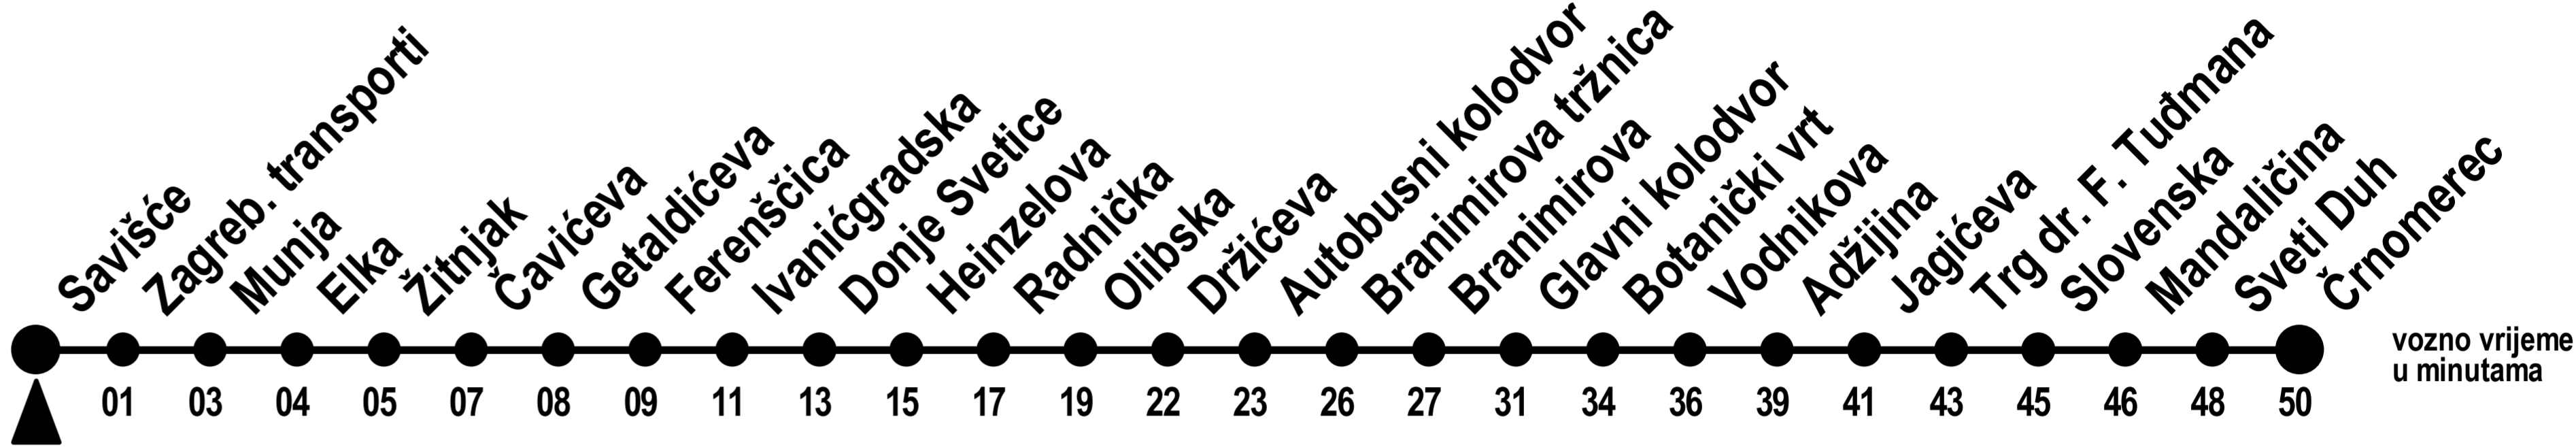 Savišće
Zagreb. transporti
Munja
Elka
Žitnjak
Čavićeva
Getaldićeva
Ferenščica
Ivanićgradska
Donje Svetice
Heinzelova
Radnička
Olibska
Držićeva
Autobusni kolodvor
Branimirova tržnica
Branimirova
Glavni kolodvor
Botanički vrt
Vodnikova
Adžijina
Jagićeva
Trg dr. F. Tuđmana
Slovenska
Mandaličina
Sveti Duh
Črnomerec
vozno vrijeme
u minutama
01 03 04 05 07 08 09 11 13 15 17 19 22 23 26 27 31 34 36 39 41 43 45 46 48 50